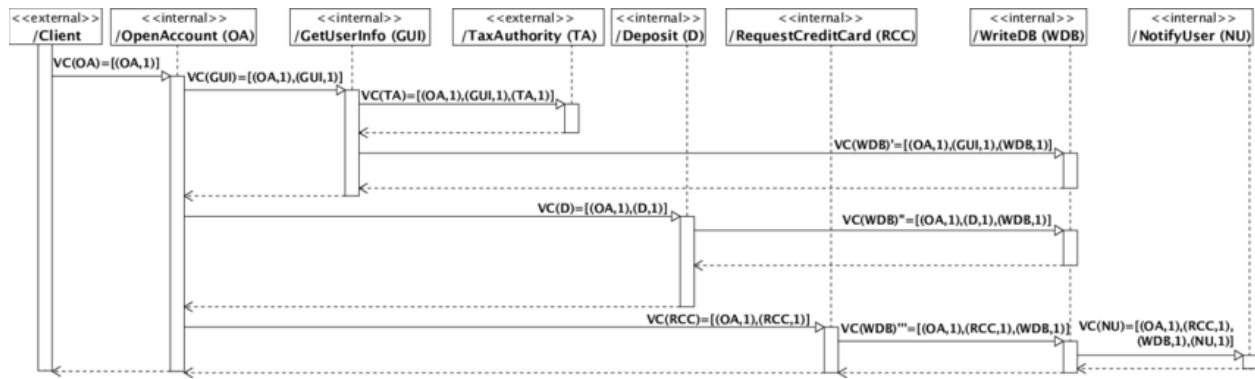 <<external>> <<internal>> <<internal>> <<external>> <<internal>> <<internal>> <<internal>> <<internal>>
/Client /OpenAccount (OA) /GetUserInfo (GUI) /TaxAuthority (TA) /Deposit (D) /RequestCreditCard (RCC) /WriteDB (WDB) /NotifyUser (NU)
VC(OA)=[(OA,1)]
VC(GUI)=[(OA,1),(GUI,1)]
VC(TA)=[(OA,1),(GUI,1),(TA,1)]
VC(WDB)'=[(OA,1),(GUI,1),(WDB,1)]
VC(D)=[(OA,1),(D,1)]
VC(WDB)"=[(OA,1),(D,1),(WDB,1)]
VC(RCC)=[(OA,1),(RCC,1)]
VC(WDB)'"=[(OA,1),(RCC,1),(WDB,1)]
VC(NU)=[(OA,1),(RCC,1),
(WDB,1),(NU,1)]